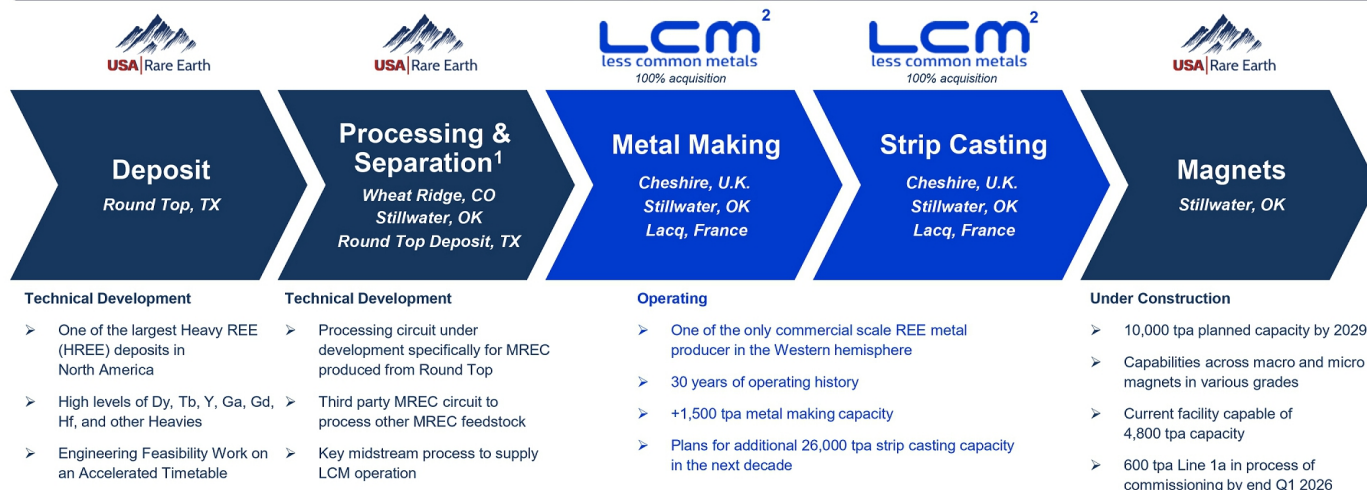 USA|Rare Earth
USA|Rare Earth
LCM 2
less common metals
100% acquisition
LCM 2
less common metals
100% acquisition
USA|Rare Earth
Deposit
Round Top, TX
Processing &
Separation1
Wheat Ridge, CO
Stillwater, OK
Round Top Deposit, TX
Metal Making
Cheshire, U.K.
Stillwater, OK
Lacq, France
Strip Casting
Cheshire, U.K.
Stillwater, OK
Lacq, France
Magnets
Stillwater, OK
Technical Development
One of the largest Heavy REE
(HREE) deposits in
North America
High levels of Dy, Tb, Y, Ga, Gd,
Hf, and other Heavies
Engineering Feasibility Work on
an Accelerated Timetable
Technical Development
Processing circuit under
development specifically for MREC
produced from Round Top
Third party MREC circuit to
process other MREC feedstock
Key midstream process to supply
LCM operation
Operating
One of the only commercial scale REE metal
producer in the Western hemisphere
30 years of operating history
+1,500 tpa metal making capacity
Plans for additional 26,000 tpa strip casting capacity
in the next decade
Under Construction
10,000 tpa planned capacity by 2029
Capabilities across macro and micro
magnets in various grades
Current facility capable of
4,800 tpa capacity
600 tpa Line 1a in process of
commissioning by end Q1 2026